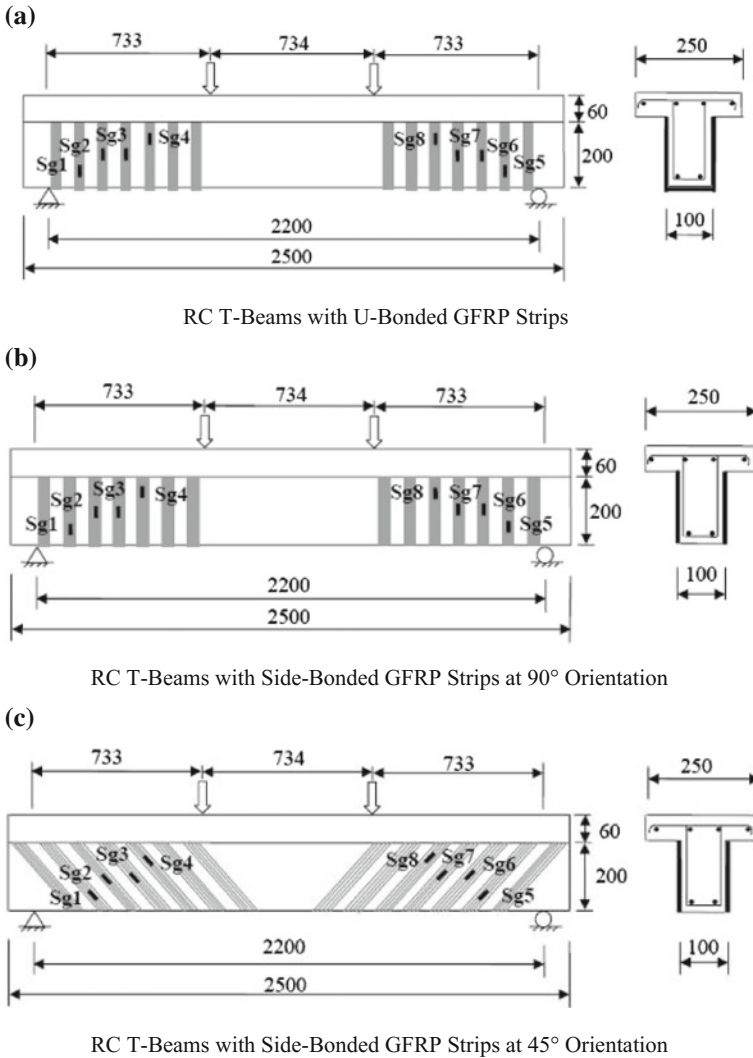 (a)
733 734 733 250
60
Sg1 Sg2 Sg3 Sg4 Sg8 Sg7 Sg6 Sg5
200
2200 100
2500
RC T-Beams with U-Bonded GFRP Strips
(b)
733 734 733 250
60
Sg1 Sg2 Sg3 Sg4 Sg8 Sg7 Sg6 Sg5
200
2200 100
2500
RC T-Beams with Side-Bonded GFRP Strips at 90° Orientation
(c)
733 734 733 250
60
Sg1 Sg2 Sg3 Sg4 Sg8 Sg7 Sg6 Sg5
200
2200 100
2500
RC T-Beams with Side-Bonded GFRP Strips at 45° Orientation